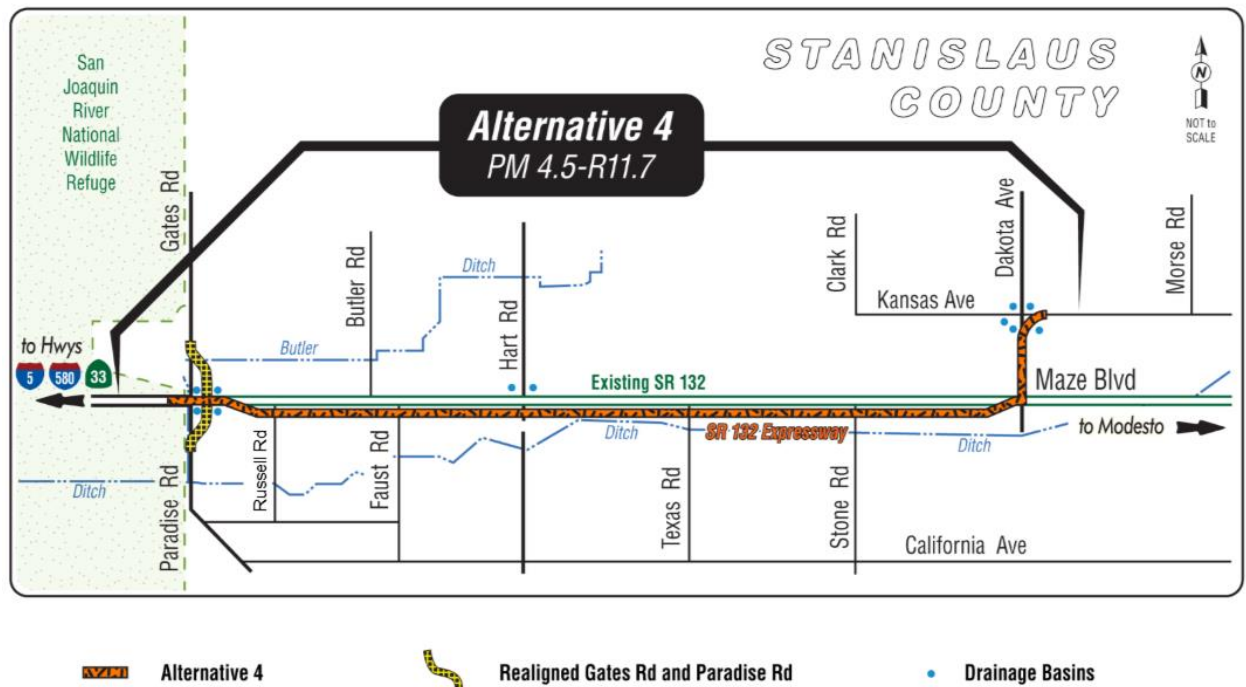 STANISLAUS
COUNTY
N
NOT to
SCALE
San
Joaquin
River
National
Wildlife
Refuge
Alternative 4
PM 4.5-R11.7
Gates Rd
Butler Rd
Ditch
Hart Rd
Clark Rd
Kansas Ave
Dakota Ave
Morse Rd
to Hwys
5
580
33
Butler
Existing SR 132
Maze Blvd
SR 132 Expressway
to Modesto
Ditch
Ditch
Ditch
Paradise Rd
Russell Rd
Faust Rd
Texas Rd
Stone Rd
California Ave
Alternative 4
Realigned Gates Rd and Paradise Rd
Drainage Basins